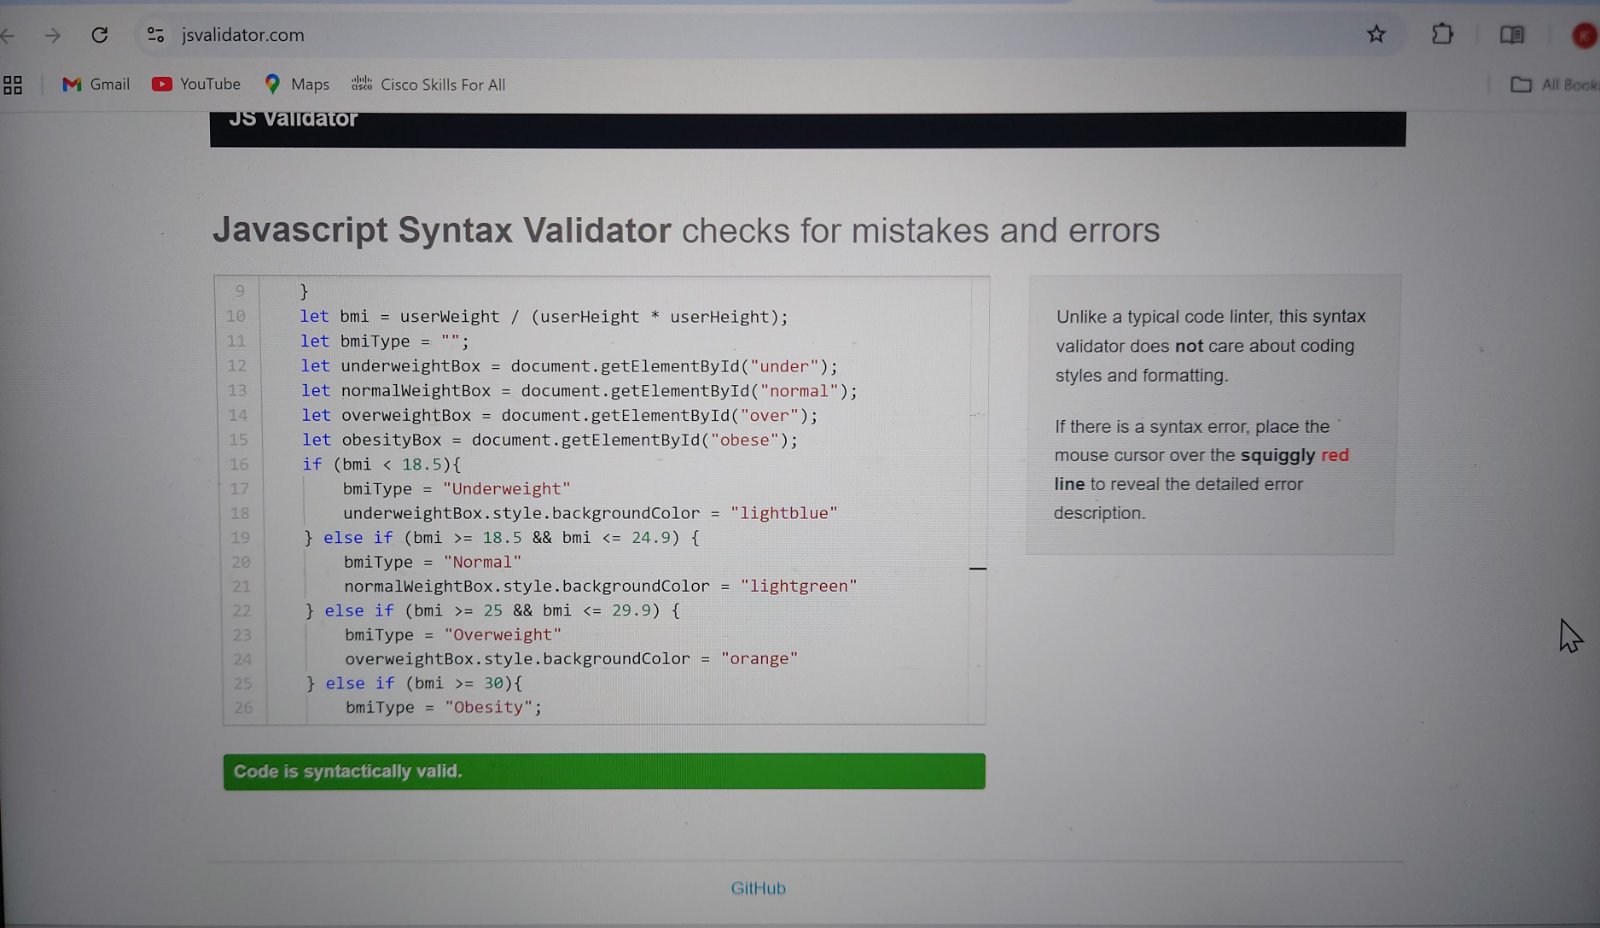 jsvalidator.com
Gmail YouTube Maps Cisco Skills For All
JS Validator
Javascript Syntax Validator checks for mistakes and errors
9 }
10 let bmi = userWeight / (userHeight * userHeight);
11 let bmiType = "";
12 let underweightBox = document.getElementById("under");
13 let normalWeightBox = document.getElementById("normal");
14 let overweightBox = document.getElementById("over");
15 let obesityBox = document.getElementById("obese");
16 if (bmi < 18.5){
17 bmiType = "Underweight"
18 underweightBox.style.backgroundColor = "lightblue"
19 } else if (bmi >= 18.5 && bmi <= 24.9) {
20 bmiType = "Normal"
21 normalWeightBox.style.backgroundColor = "lightgreen"
22 } else if (bmi >= 25 && bmi <= 29.9) {
23 bmiType = "Overweight"
24 overweightBox.style.backgroundColor = "orange"
25 } else if (bmi >= 30){
26 bmiType = "Obesity";
Code is syntactically valid.
Unlike a typical code linter, this syntax
validator does not care about coding
styles and formatting.
If there is a syntax error, place the
mouse cursor over the squiggly red
line to reveal the detailed error
description.
GitHub
All Book